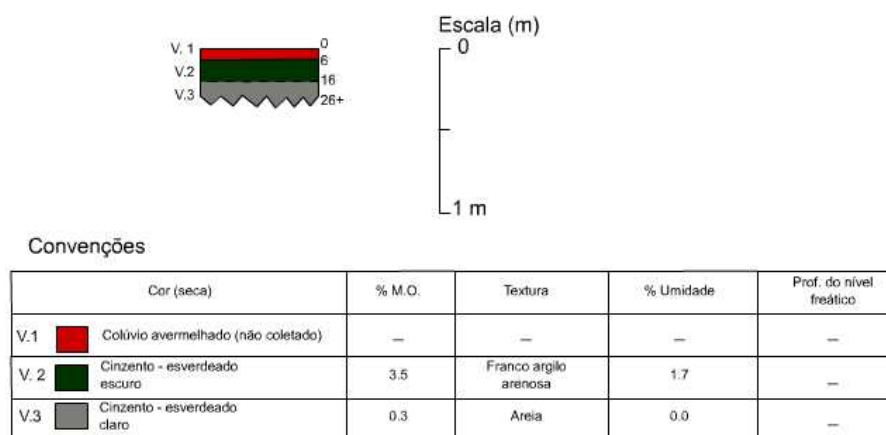 Escala (m)
V. 1
0
6
V.2
16
V.3
26+
0
1 m
Convenções
Cor (seca) % M.O. Textura % Umidade Prof. do nível
freático
V.1 Colúvio avermelhado (não coletado) – – – –
V. 2 Cinzento - esverdeado
escuro 3.5 Franco argilo
arenosa 1.7 –
V.3 Cinzento - esverdeado
claro 0.3 Areia 0.0 –